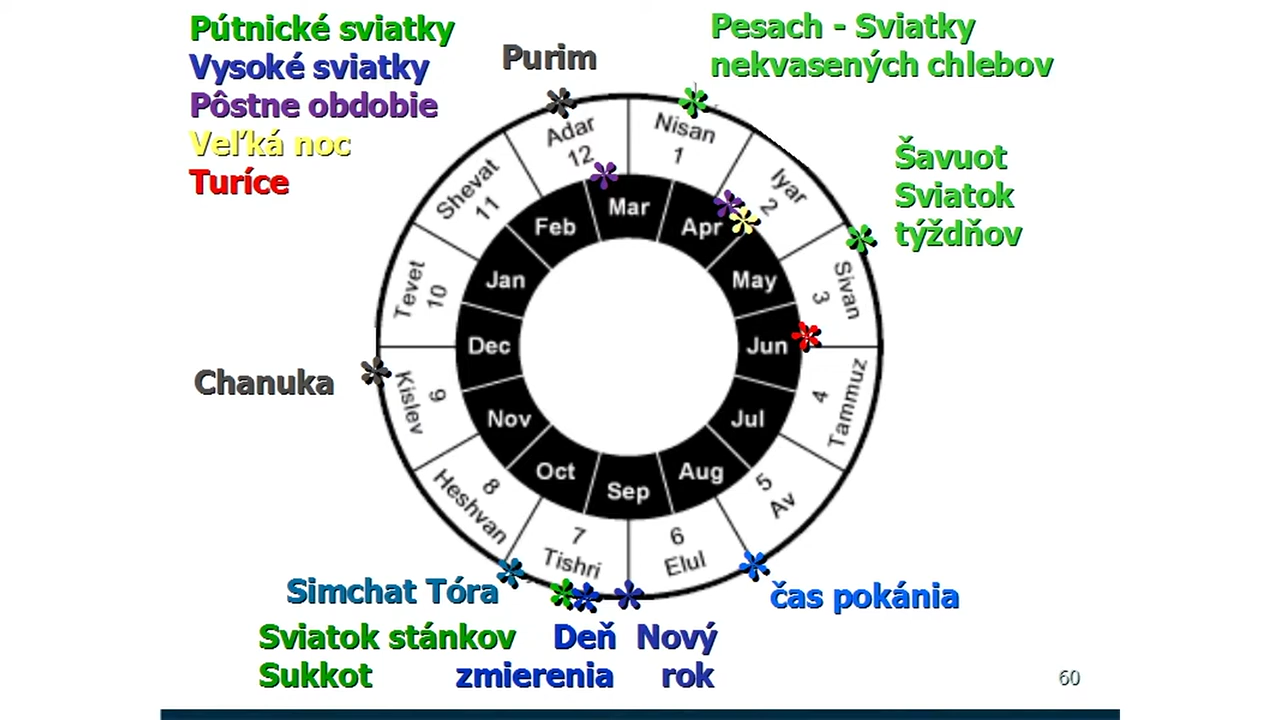 Pútnické sviatky
Vysoké sviatky
Pôstne obdobie
Veľká noc
Turíce
Purim
Pesach - Sviatky
nekvasených chlebov
Šavuot
Sviatok
týždňov
Chanuka
Nisan
1
Iyar
2
Sivan
3
Tammuz
4
Av
5
Elul
6
Tishri
7
Heshvan
8
Kislev
9
Tevet
10
Shevat
11
Adar
12
Jan
Feb
Mar
Apr
May
Jun
Jul
Aug
Sep
Oct
Nov
Dec
Simchat Tóra
čas pokánia
Sviatok stánkov
Sukkot
Deň
zmierenia
Nový
rok
60